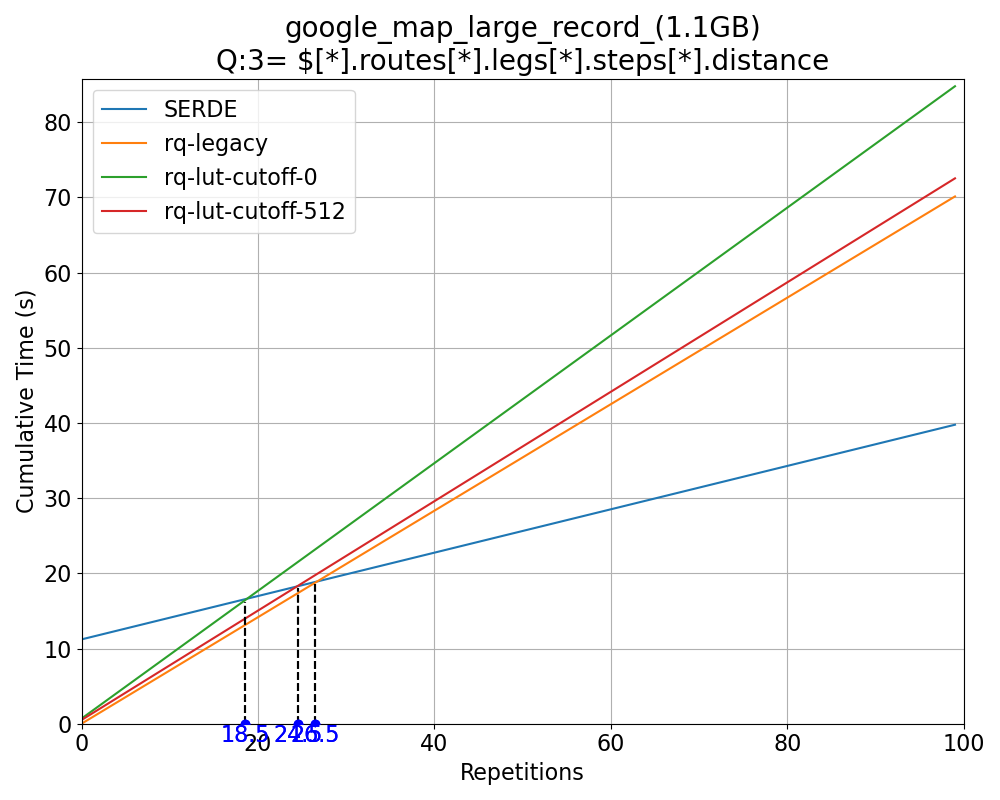 google_map_large_record_(1.1GB)
Q:3= $[*].routes[*].legs[*].steps[*].distance
SERDE
rq-legacy
rq-lut-cutoff-0
rq-lut-cutoff-512
Cumulative Time (s)
80
70
60
50
40
30
20
10
0
18.5 24.5 26.5
0 20 40 60 80 100
Repetitions